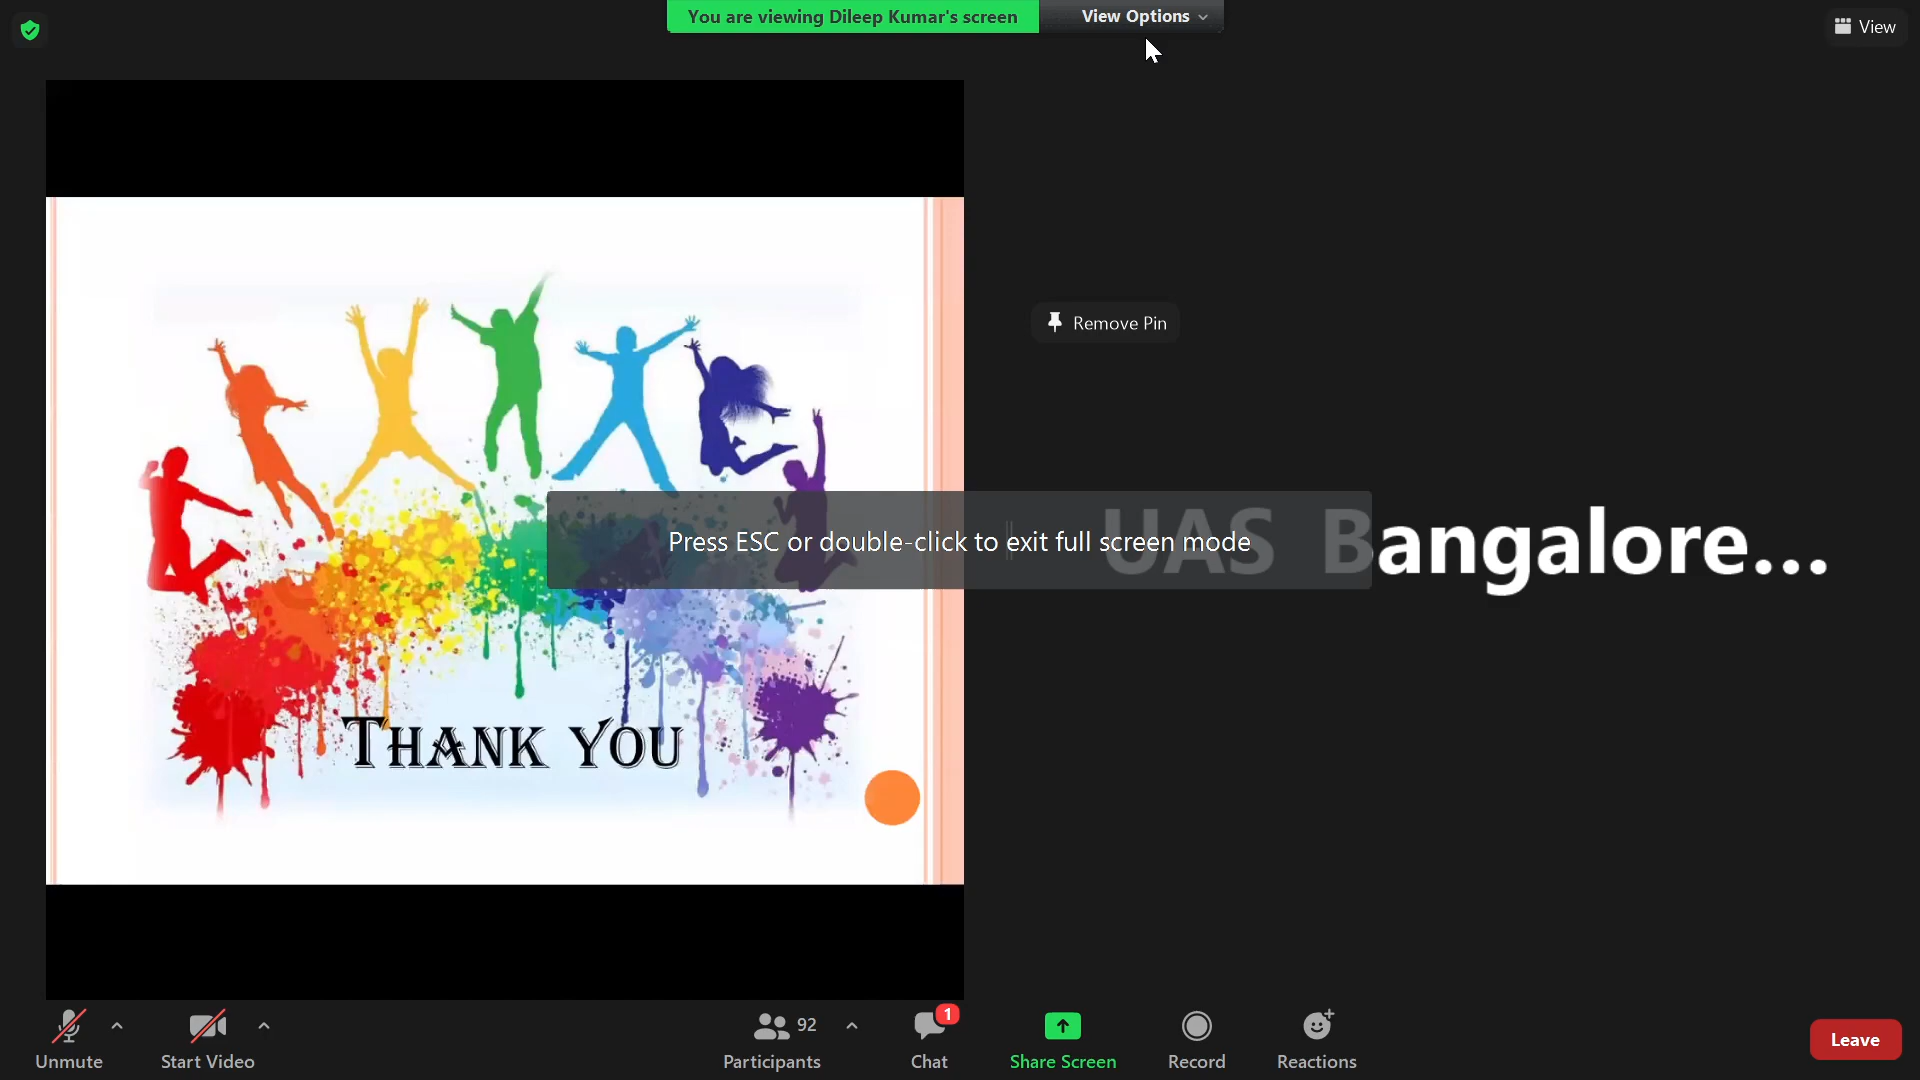 You are viewing Dileep Kumar's screen
View Options
View
Remove Pin
UAS Bangalore...
Press ESC or double-click to exit full screen mode
THANK YOU
Unmute
Start Video
92
Participants
1
Chat
Share Screen
Record
Reactions
Leave